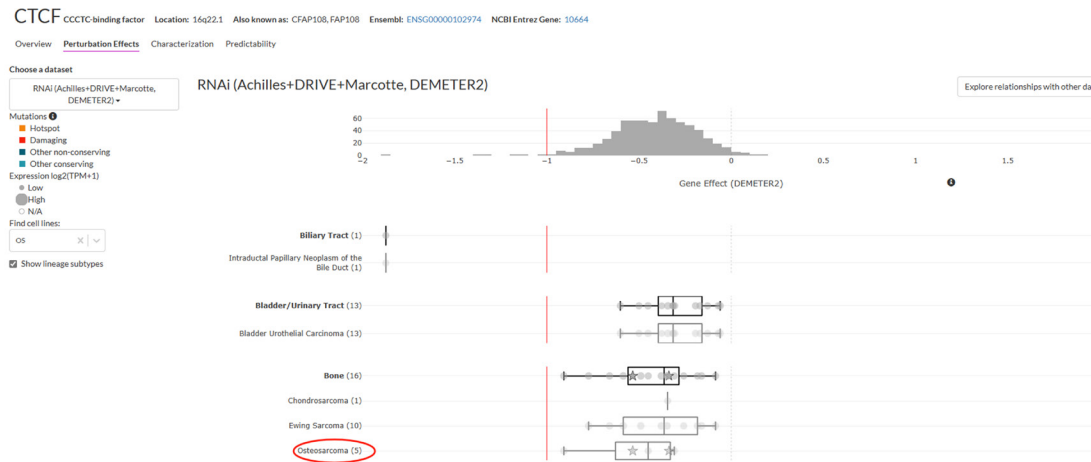 CTCF CCCTC-binding factor Location: 16q22.1 Also known as: CFAP108, FAP108 Ensembl: ENSG00000102974 NCBI Entrez Gene: 10664
Overview Perturbation Effects Characterization Predictability
Choose a dataset
RNAi (Achilles+DRIVE+Marcotte,
DEMETER2)
Mutations
Hotspot
Damaging
Other non-conserving
Other conserving
Expression log2(TPM+1)
Low
High
N/A
Find cell lines:
OS
Show lineage subtypes
RNAi (Achilles+DRIVE+Marcotte, DEMETER2)
Explore relationships with other da
60
40
20
0
−2 −1.5 −1 −0.5 0 0.5 1 1.5
Gene Effect (DEMETER2)
Biliary Tract (1)
Intraductal Papillary Neoplasm of the
Bile Duct (1)
Bladder/Urinary Tract (13)
Bladder Urothelial Carcinoma (13)
Bone (16)
Chondrosarcoma (1)
Ewing Sarcoma (10)
Osteosarcoma (5)